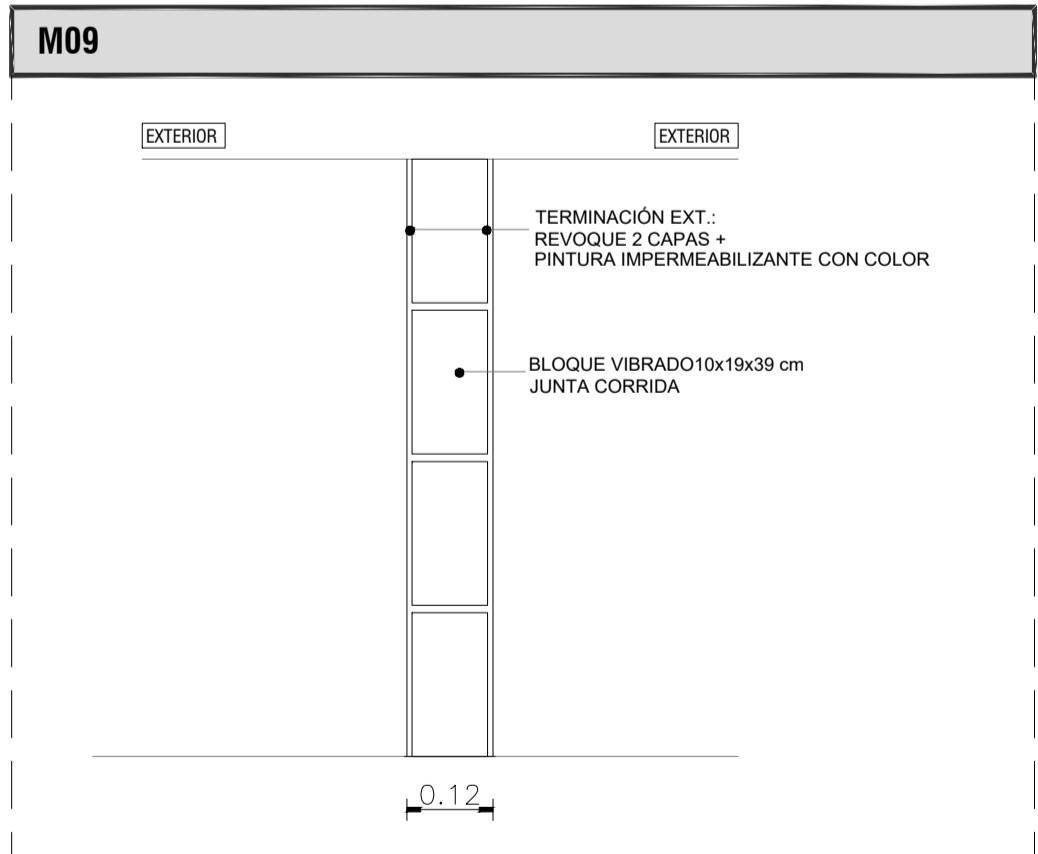 M09
EXTERIOR
EXTERIOR
TERMINACIÓN EXT.:
REVOQUE 2 CAPAS +
PINTURA IMPERMEABILIZANTE CON COLOR
BLOQUE VIBRADO10x19x39 cm
JUNTA CORRIDA
0.12